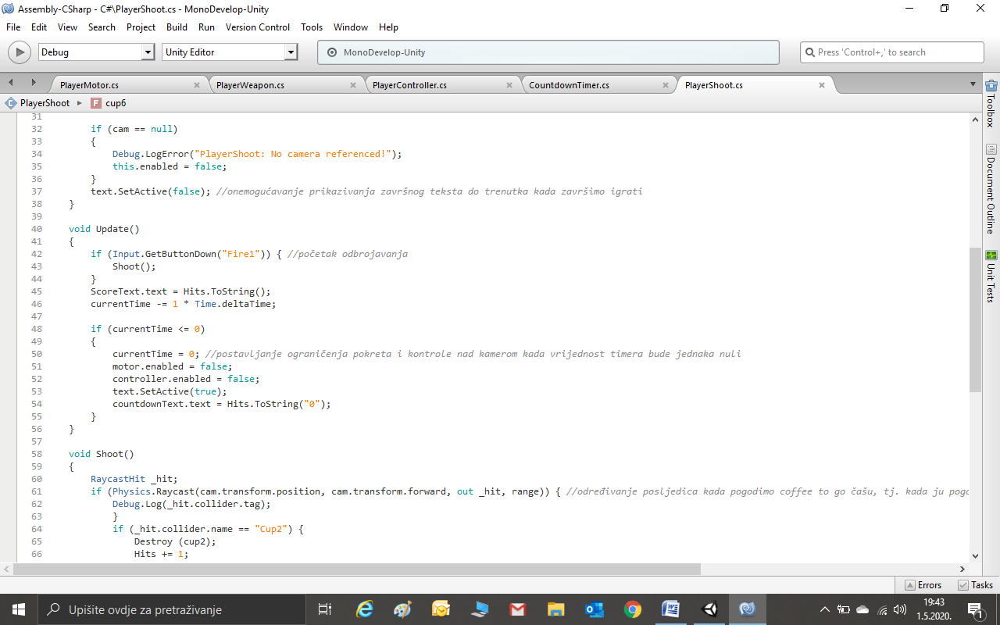 Assembly-CSharp - C#\PlayerShoot.cs - MonoDevelop-Unity
File Edit View Search Project Build Run Version Control Tools Window Help
Debug Unity Editor MonoDevelop-Unity Press 'Control+,' to search
PlayerMotor.cs PlayerWeapon.cs PlayerController.cs CountdownTimer.cs PlayerShoot.cs
PlayerShoot F cup6
31
32 if (cam == null)
33 {
34 Debug.LogError("PlayerShoot: No camera referenced!");
35 this.enabled = false;
36 }
37 text.SetActive(false); //onemogućavanje prikazivanja završnog teksta do trenutka kada završimo igrati
38 }
39
40 void Update()
41 {
42 if (Input.GetButtonDown("Fire1")) { //početak odbrojavanja
43 Shoot();
44 }
45 ScoreText.text = Hits.ToString();
46 currentTime -= 1 * Time.deltaTime;
47
48 if (currentTime <= 0)
49 {
50 currentTime = 0; //postavljanje ograničenja pokreta i kontrole nad kamerom kada vrijednost timera bude jednaka nuli
51 motor.enabled = false;
52 controller.enabled = false;
53 text.SetActive(true);
54 countdownText.text = Hits.ToString("0");
55 }
56 }
57
58 void Shoot()
59 {
60 RaycastHit _hit;
61 if (Physics.Raycast(cam.transform.position, cam.transform.forward, out _hit, range)) { //određivanje posljedica kada pogodimo coffee to go čašu, tj. kada ju pogo
62 Debug.Log(_hit.collider.tag);
63 }
64 if (_hit.collider.name == "Cup2") {
65 Destroy (cup2);
66 Hits += 1;
Toolbox
Document Outline
Unit Tests
Errors Tasks
Upišite ovdje za pretraživanje
19:43
1.5.2020.
1